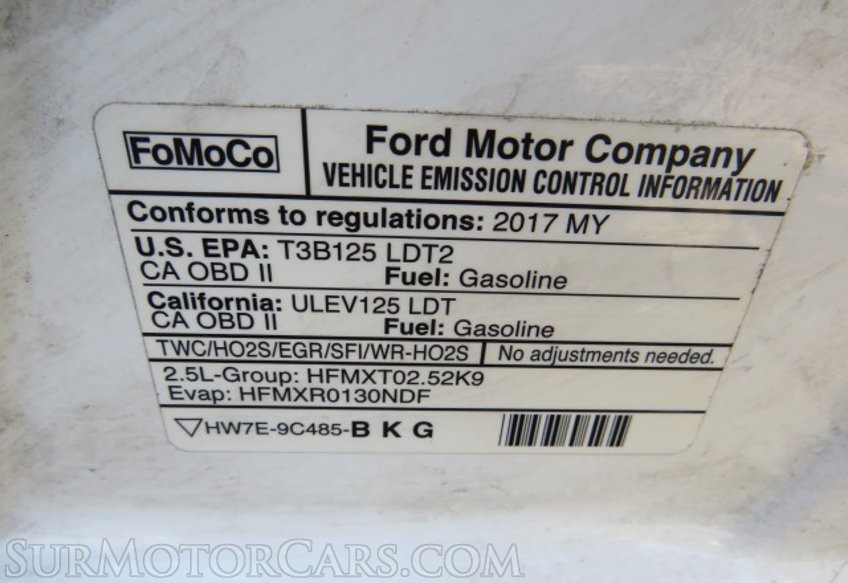 FoMoCo
Ford Motor Company
VEHICLE EMISSION CONTROL INFORMATION
Conforms to regulations: 2017 MY
U.S. EPA: T3B125 LDT2
CA OBD II Fuel: Gasoline
California: ULEV125 LDT
CA OBD II Fuel: Gasoline
TWC/HO2S/EGR/SFI/WR-HO2S No adjustments needed.
2.5L-Group: HFMXT02.52K9
Evap: HFMXR0130NDF
HW7E-9C485-B K G
SURMOTORCARS.COM